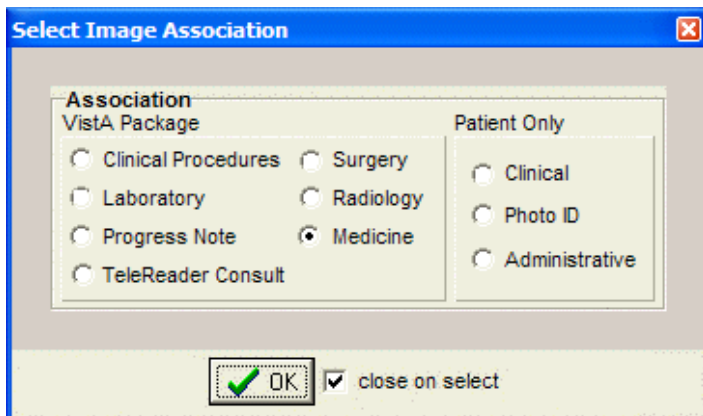 Select Image Association
Association
VistA Package
Patient Only
Clinical Procedures
Surgery
Clinical
Laboratory
Radiology
Photo ID
Progress Note
Medicine
Administrative
TeleReader Consult
OK
close on select